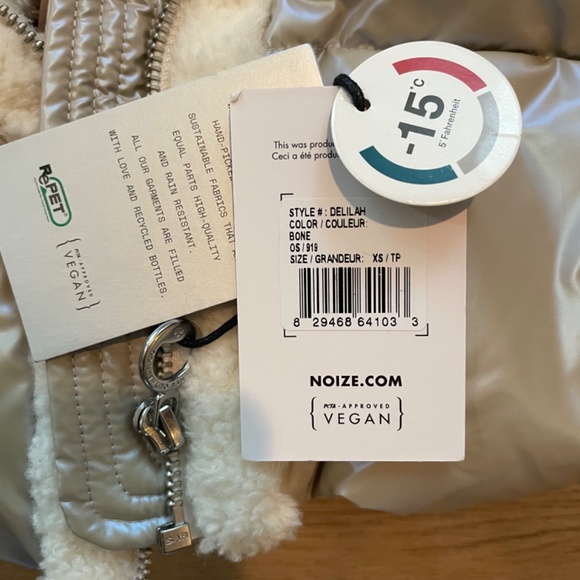 HAND-PICKED
SUSTAINABLE FABRICS THAT
EQUAL PARTS HIGH-QUALITY
AND RAIN RESISTANT.
ALL OUR GARMENTS ARE FILLED
WITH LOVE AND RECYCLED BOTTLES.
RePET
PETA-APPROVED
VEGAN
-15°C
5° Fahrenheit
This was produ
Ceci a été produ
STYLE # : DELILAH
COLOR / COULEUR:
BONE
OS / 919
SIZE / GRANDEUR: XS / TP
8 29468 64103 3
NOIZE.COM
PETA-APPROVED
VEGAN